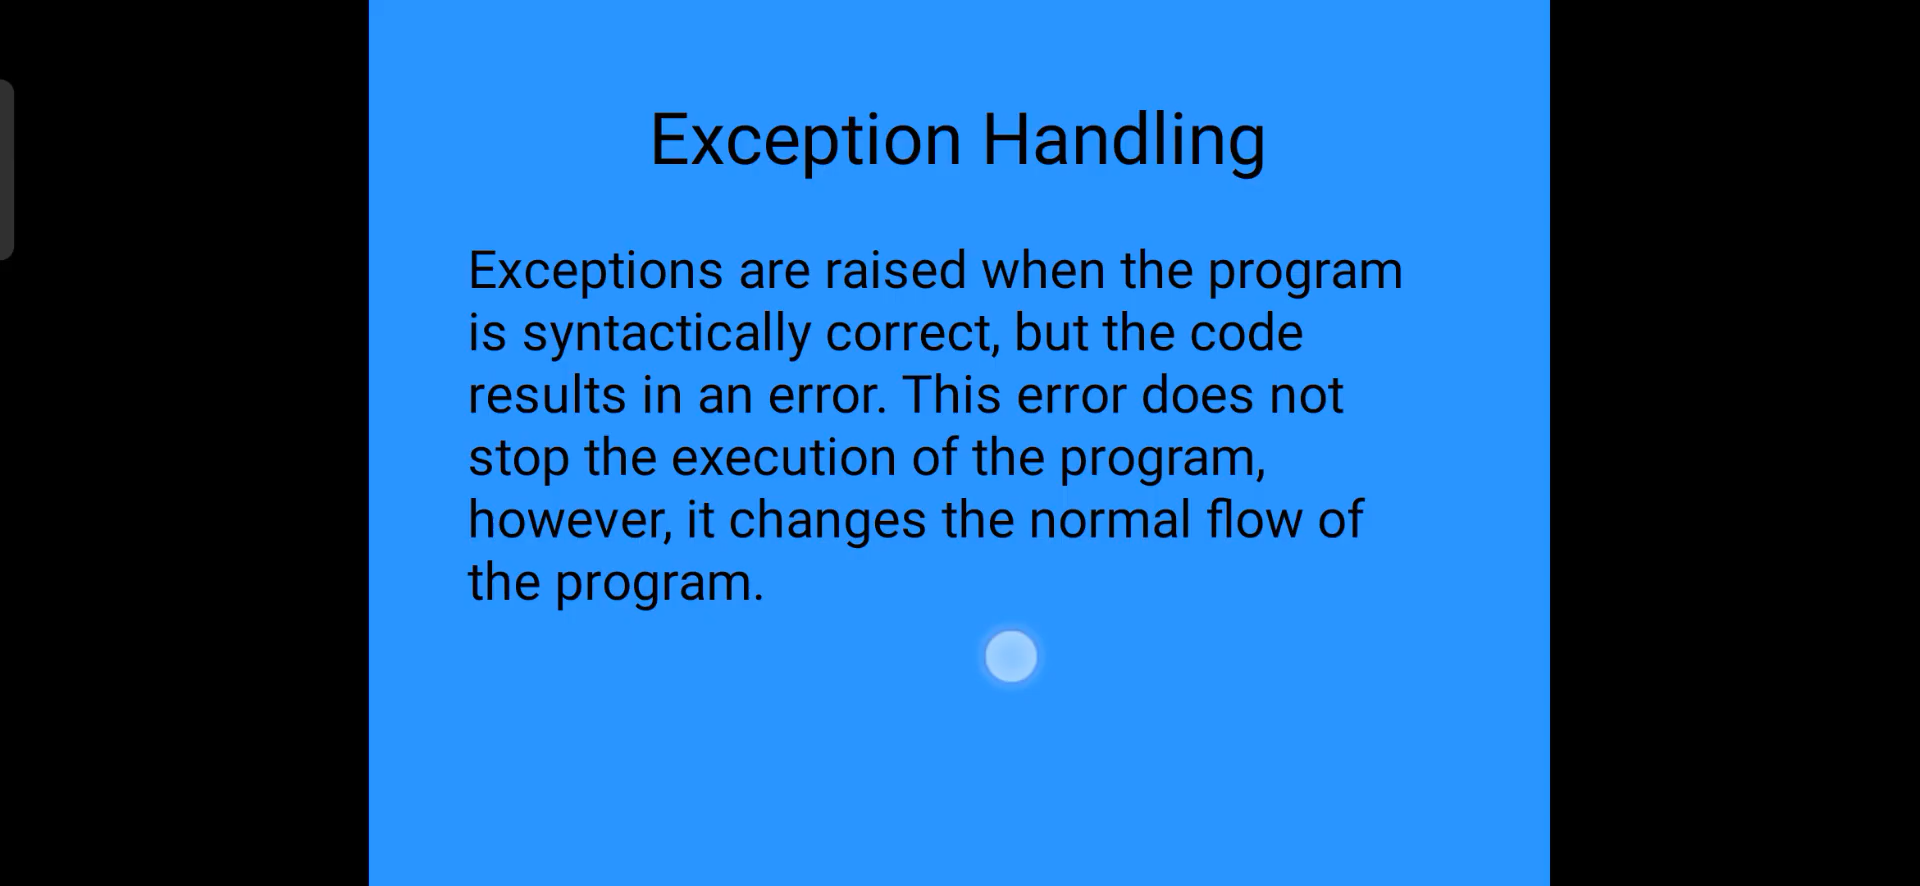 Exception Handling
Exceptions are raised when the program
is syntactically correct, but the code
results in an error. This error does not
stop the execution of the program,
however, it changes the normal flow of
the program.